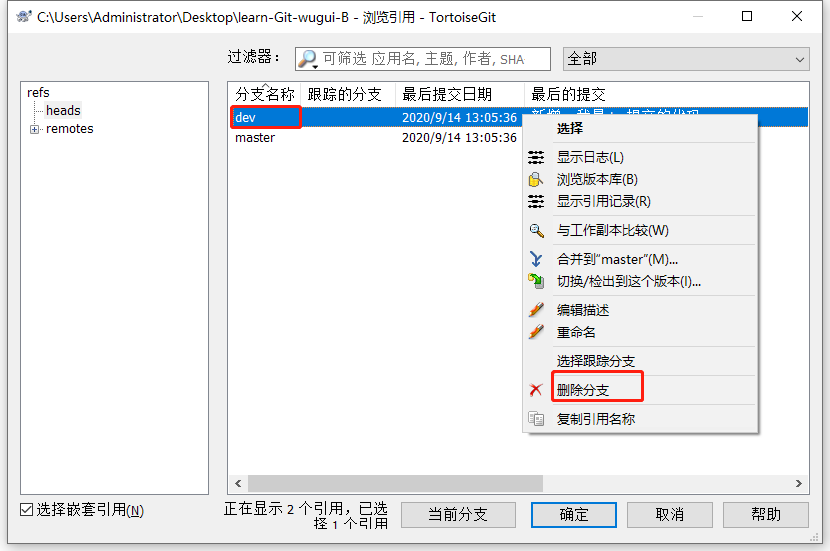 C:\Users\Administrator\Desktop\learn-Git-wugui-B - 浏览引用 - TortoiseGit
过滤器：
可筛选 应用名, 主题, 作者, SHA
全部
refs
heads
remotes
分支名称 跟踪的分支 最后提交日期 最后的提交
dev 2020/9/14 13:05:36
master 2020/9/14 13:05:36
选择
显示日志(L)
浏览版本库(B)
显示引用记录(R)
与工作副本比较(W)
合并到“master”(M)...
切换/检出到这个版本(I)...
编辑描述
重命名
选择跟踪分支
删除分支
复制引用名称
选择嵌套引用(N)
正在显示 2 个引用，已选
择 1 个引用
当前分支
确定
取消
帮助